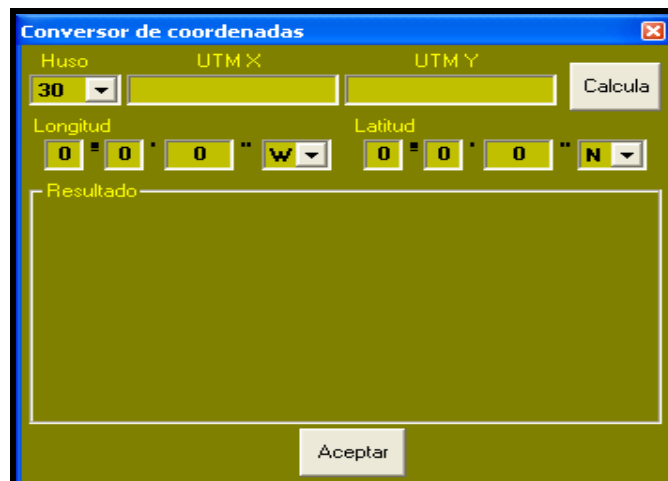 Conversor de coordenadas
Huso UTM X UTM Y
30 Calcula
Longitud Latitud
0 º 0 ' 0 " W 0 º 0 ' 0 " N
Resultado
Aceptar